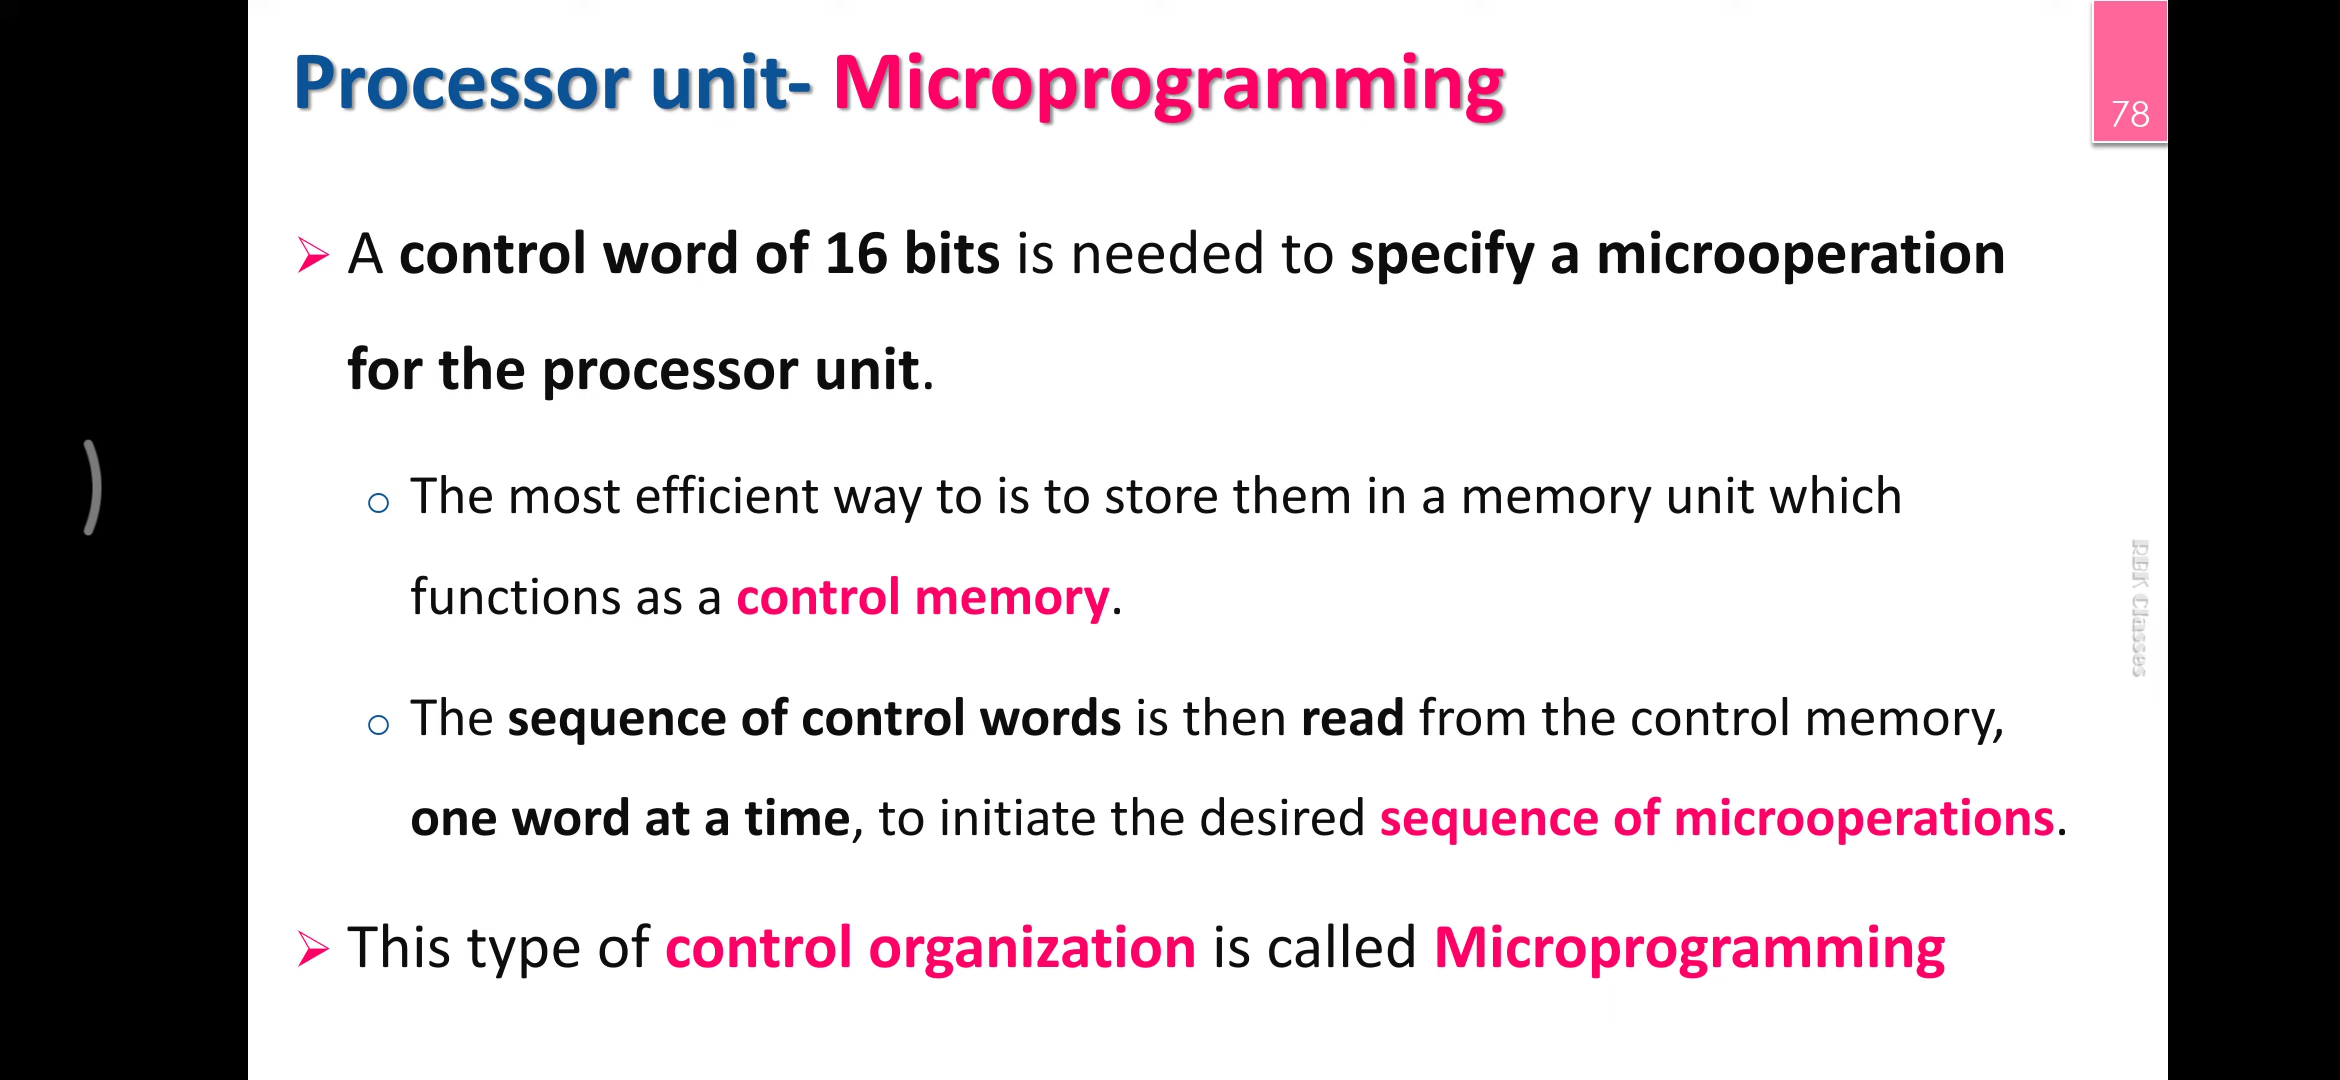 Processor unit- Microprogramming
78
➢ A control word of 16 bits is needed to specify a microoperation
for the processor unit.
○ The most efficient way to is to store them in a memory unit which
functions as a control memory.
○ The sequence of control words is then read from the control memory,
one word at a time, to initiate the desired sequence of microoperations.
➢ This type of control organization is called Microprogramming
RBK Classes